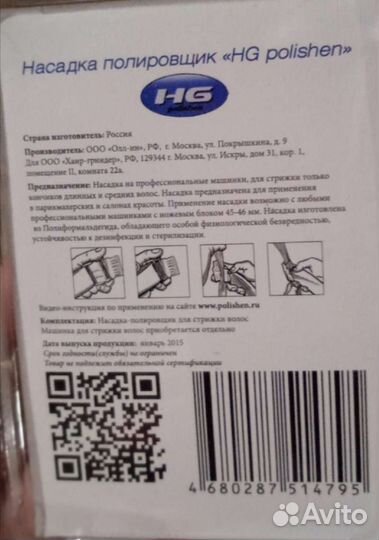 Насадка полировщик «HG polishen»
HG
polishen
Страна изготовитель: Россия
Производитель: ООО «Олл-ин», РФ, г. Москва, ул. Покрышкина, д. 9
Для ООО «Хаир-гриндер», РФ, 129344 г. Москва, ул. Искры, дом 31, кор. 1,
помещение II, комната 22а.
Предназначение: Насадка на профессиональные машинки, для стрижки только
кончиков длинных и средних волос. Насадка предназначена для применения
в парикмахерских и салонах красоты. Применение насадки возможно с любыми
профессиональными машинками с ножевым блоком 45-46 мм. Насадка изготовлена
из Полиформальдегида, обладающего особой физиологической безвредностью,
устойчивостью к дезинфекции и стерилизации.
Видео-инструкция по применению на сайте www.polishen.ru
Комплектация: Насадка-полировщик для стрижки волос
Машинка для стрижки волос приобретается отдельно
Дата выпуска продукции: январь 2015
Срок годности(службы) не ограничен
Товар не подлежит обязательной сертификации
4 680287 514795
Avito